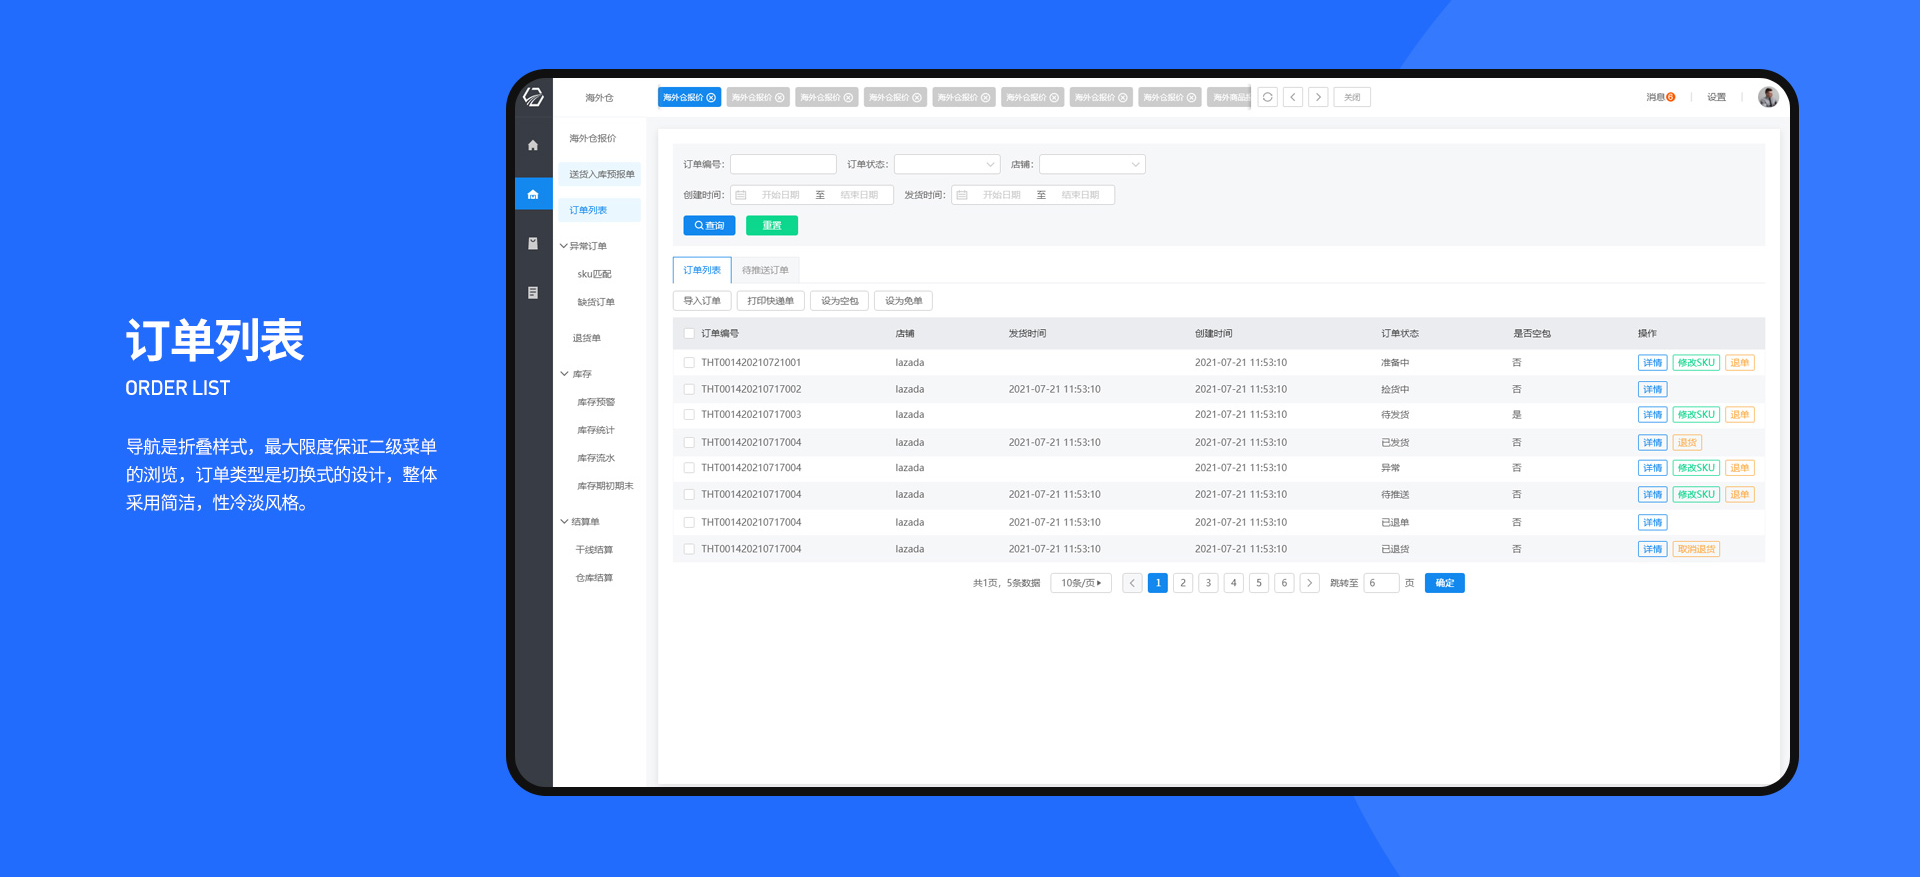 订单列表
ORDER LIST
导航是折叠样式，最大限度保证二级菜单
的浏览，订单类型是切换式的设计，整体
采用简洁，性冷淡风格。
海外仓
海外仓报价 海外仓报价 海外仓报价 海外仓报价 海外仓报价 海外仓报价 海外仓报价 海外仓报价 海外商品 关闭
消息6 | 设置 |
海外仓报价
送货入库预报单
订单列表
异常订单
sku匹配
缺货订单
退货单
库存
库存预警
库存统计
库存流水
库存期初期末
结算单
干线结算
仓库结算
订单编号： 订单状态： 店铺：
创建时间： 开始日期 至 结束日期 发货时间： 开始日期 至 结束日期
查询 重置
订单列表 待推送订单
导入订单 打印快递单 设为空包 设为免单
订单编号 店铺 发货时间 创建时间 订单状态 是否空包 操作
THT001420210721001 lazada 2021-07-21 11:53:10 准备中 否 详情 修改SKU 退单
THT001420210717002 lazada 2021-07-21 11:53:10 2021-07-21 11:53:10 捡货中 否 详情
THT001420210717003 lazada 2021-07-21 11:53:10 待发货 是 详情 修改SKU 退单
THT001420210717004 lazada 2021-07-21 11:53:10 2021-07-21 11:53:10 已发货 否 详情 退货
THT001420210717004 lazada 2021-07-21 11:53:10 异常 否 详情 修改SKU 退单
THT001420210717004 lazada 2021-07-21 11:53:10 2021-07-21 11:53:10 待推送 否 详情 修改SKU 退单
THT001420210717004 lazada 2021-07-21 11:53:10 2021-07-21 11:53:10 已退单 否 详情
THT001420210717004 lazada 2021-07-21 11:53:10 2021-07-21 11:53:10 已退货 否 详情 取消退货
共1页，5条数据 10条/页 1 2 3 4 5 6 跳转至 6 页 确定